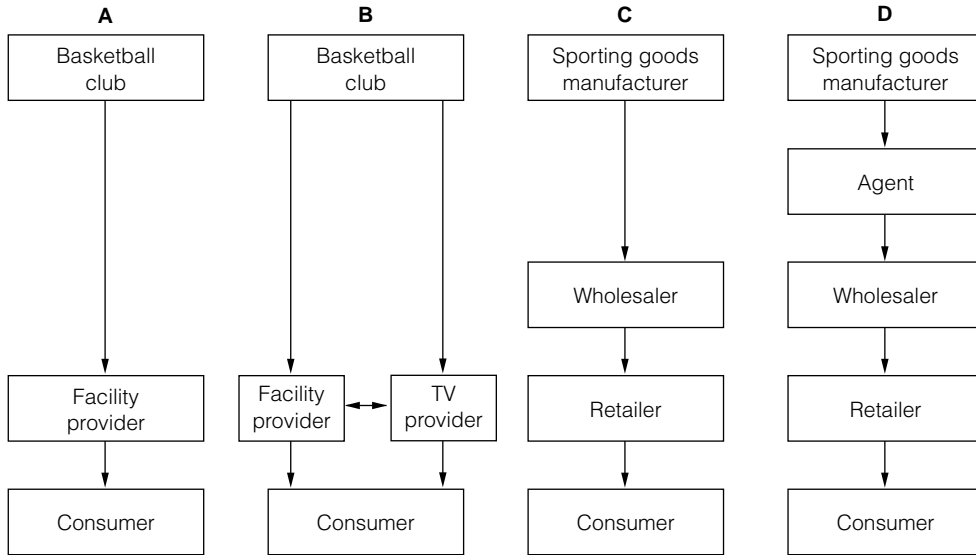 A
Basketball
club
Facility
provider
Consumer
B
Basketball
club
Facility
provider
TV
provider
Consumer
C
Sporting goods
manufacturer
Wholesaler
Retailer
Consumer
D
Sporting goods
manufacturer
Agent
Wholesaler
Retailer
Consumer